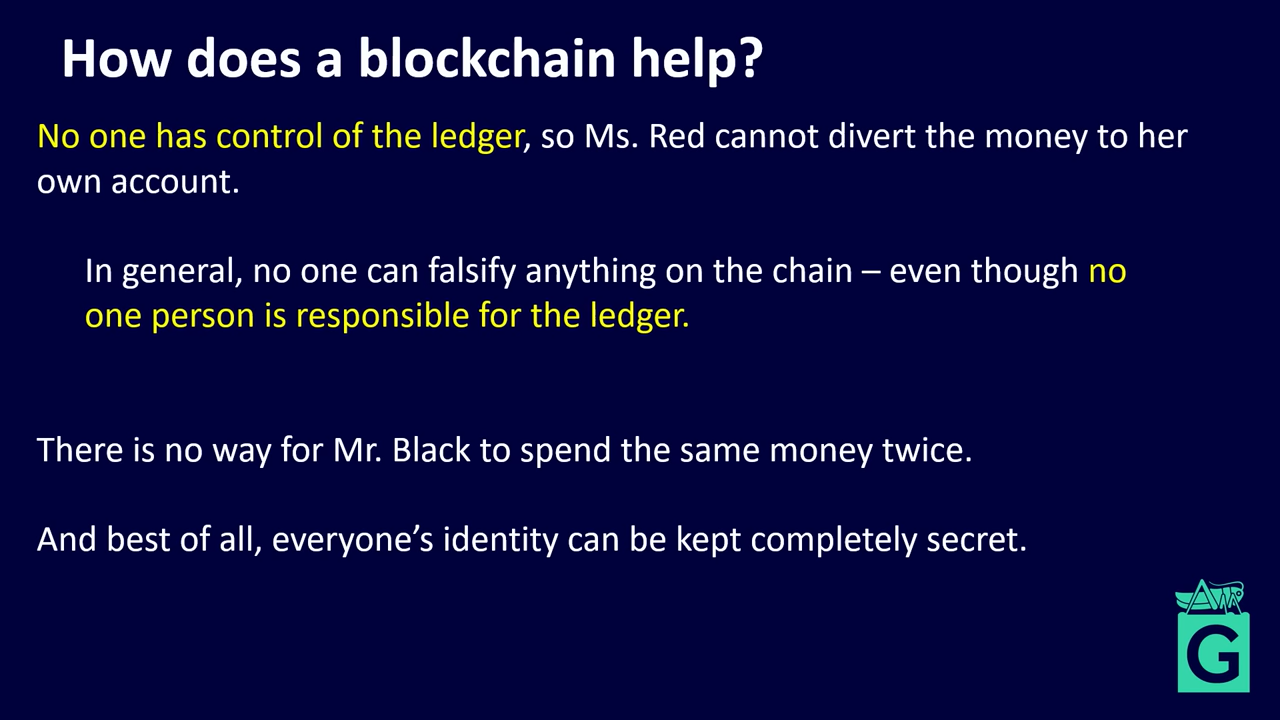 How does a blockchain help?
No one has control of the ledger, so Ms. Red cannot divert the money to her
own account.
In general, no one can falsify anything on the chain – even though no
one person is responsible for the ledger.
There is no way for Mr. Black to spend the same money twice.
And best of all, everyone’s identity can be kept completely secret.
G